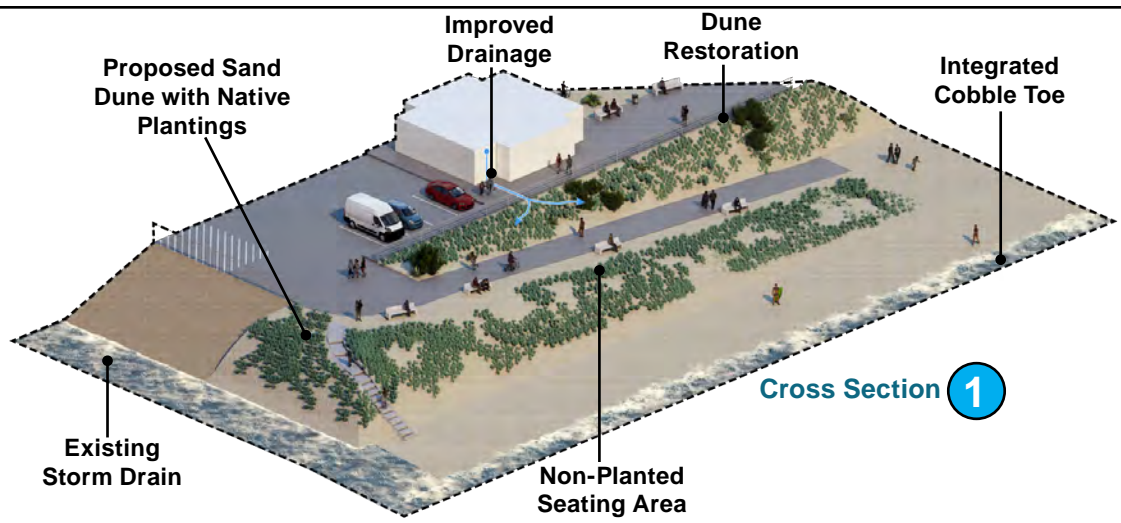 Improved
Drainage
Dune
Restoration
Proposed Sand
Dune with Native
Plantings
Integrated
Cobble Toe
Cross Section 1
Existing
Storm Drain
Non-Planted
Seating Area